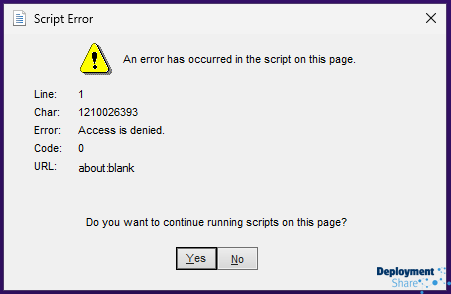 Script Error
An error has occurred in the script on this page.
Line: 1
Char: 1210026393
Error: Access is denied.
Code: 0
URL: about:blank
Do you want to continue running scripts on this page?
Yes No
Deployment
Share